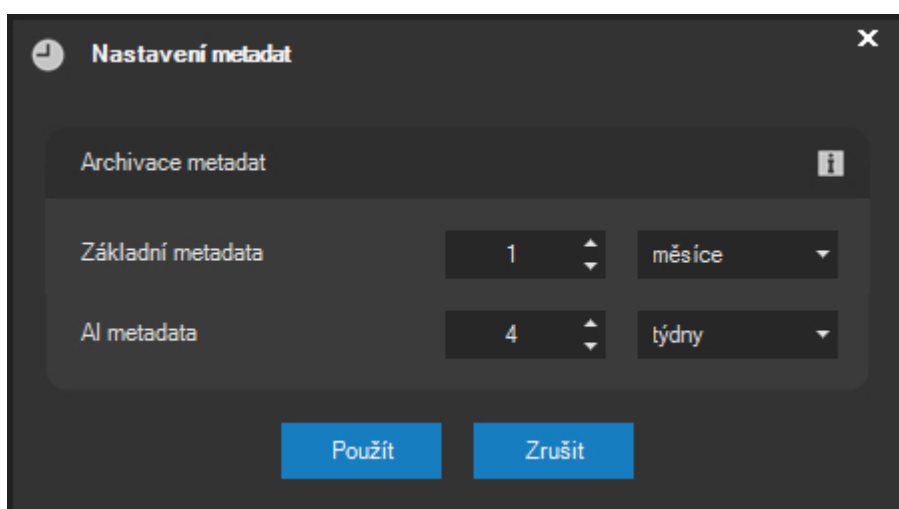 Nastavení metadat
Archivace metadat
Základní metadata 1 měsíce
AI metadata 4 týdny
Použít Zrušit